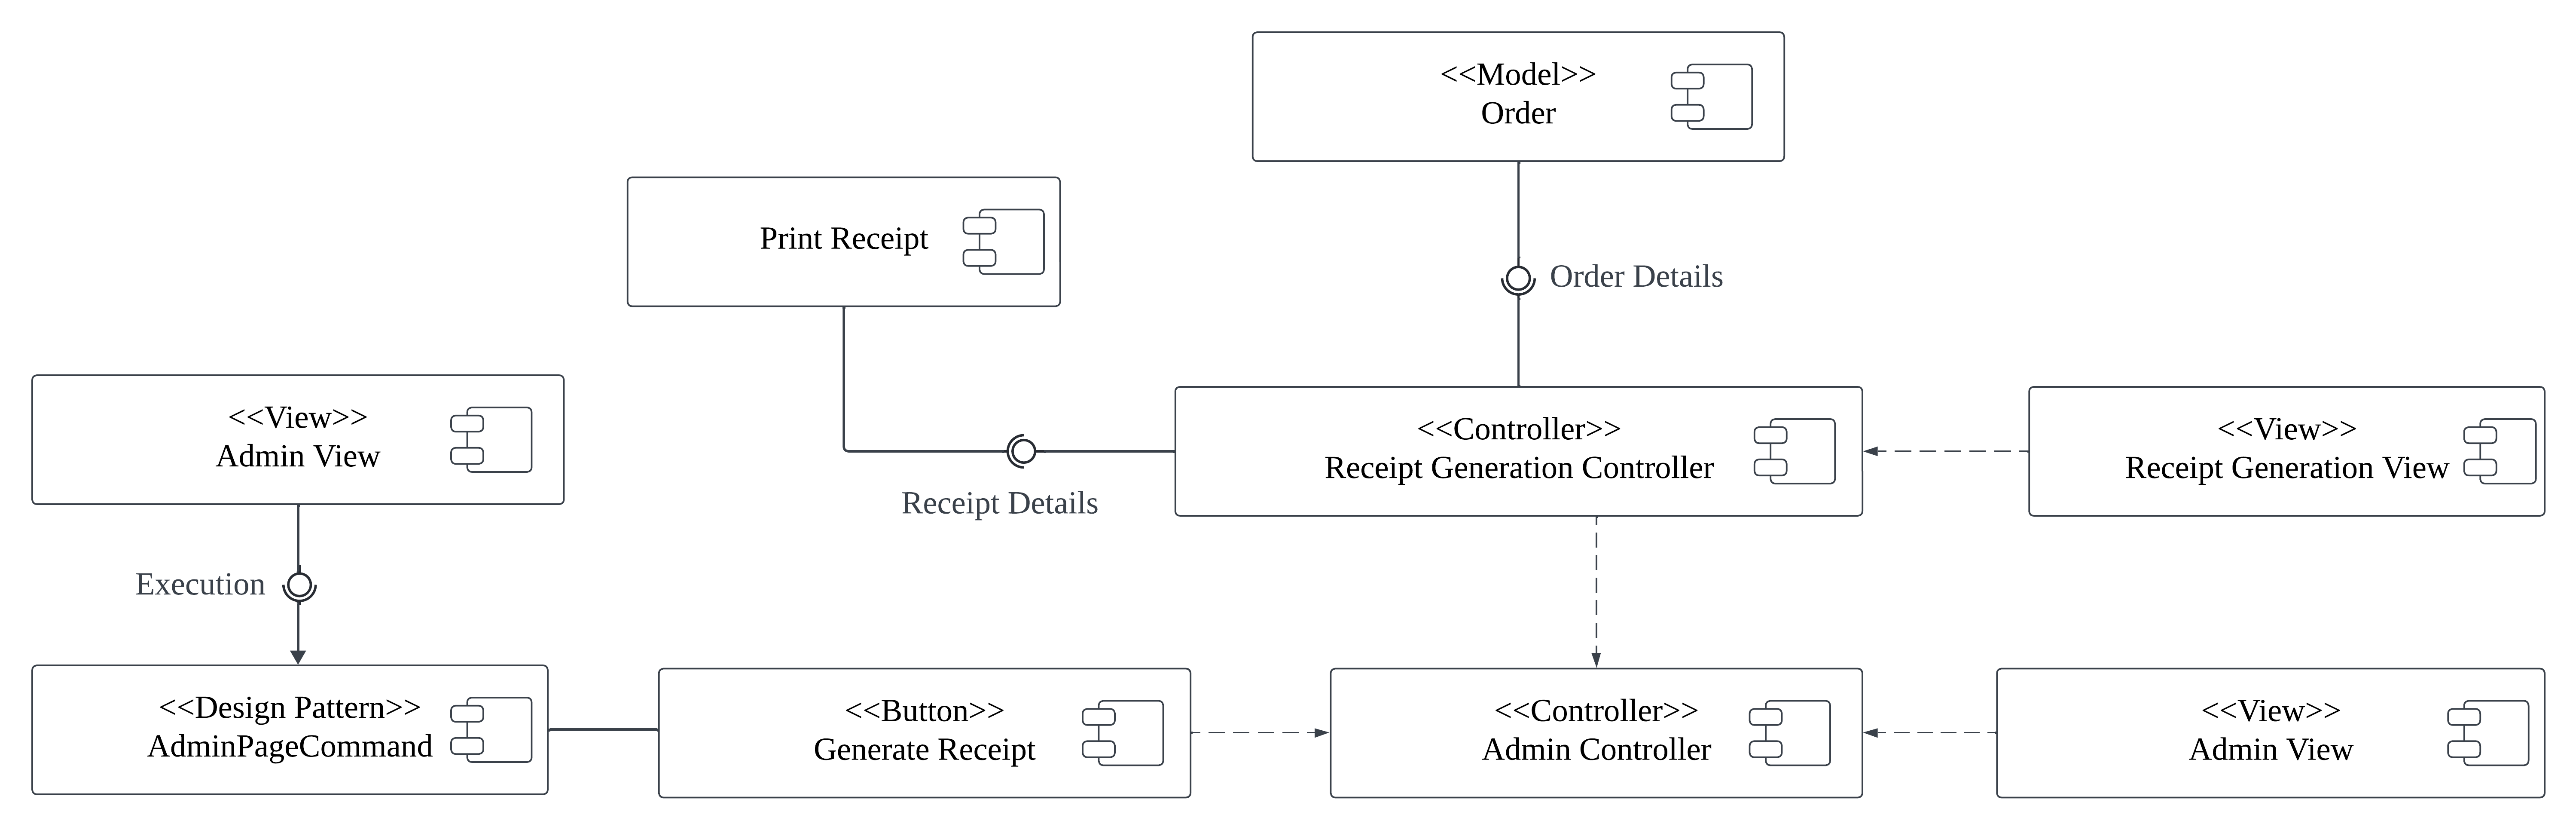 <<Model>>
Order
Print Receipt
Order Details
<<View>>
Admin View
<<Controller>>
Receipt Generation Controller
<<View>>
Receipt Generation View
Receipt Details
Execution
<<Design Pattern>>
AdminPageCommand
<<Button>>
Generate Receipt
<<Controller>>
Admin Controller
<<View>>
Admin View